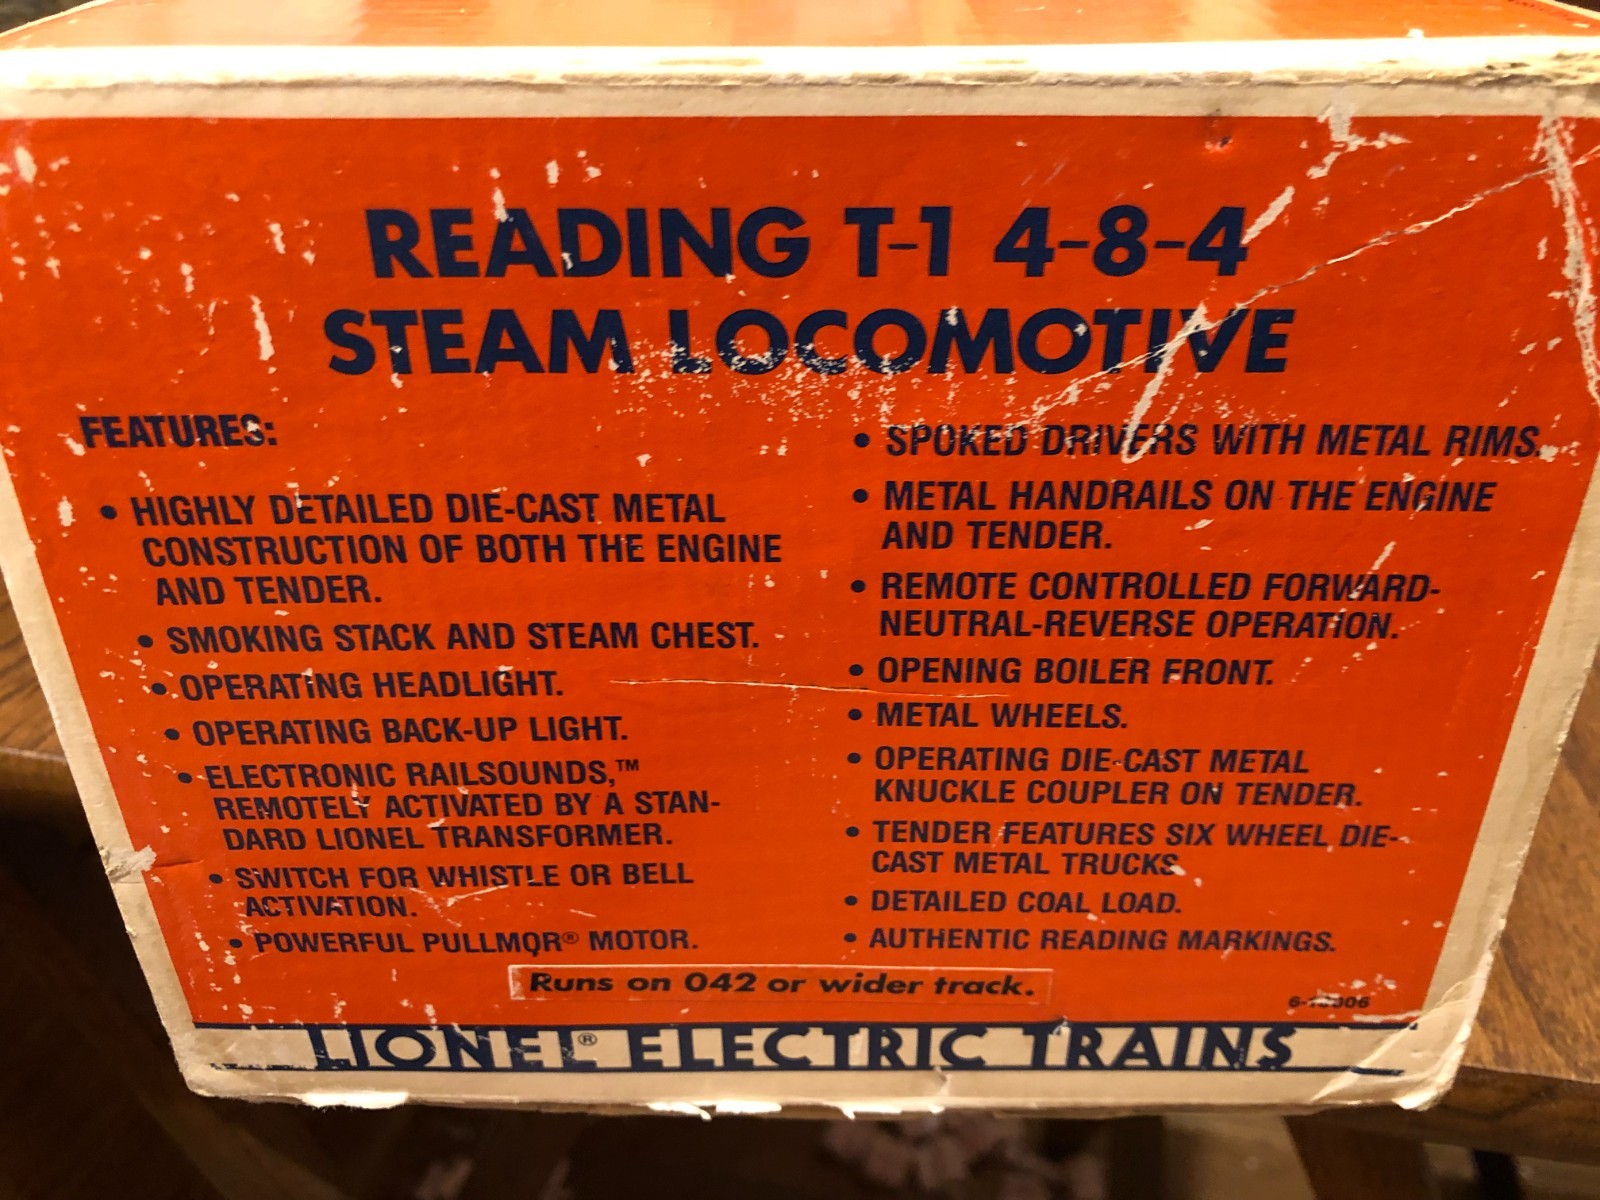 READING T-1 4-8-4
STEAM LOCOMOTIVE
FEATURES:
• HIGHLY DETAILED DIE-CAST METAL
CONSTRUCTION OF BOTH THE ENGINE
AND TENDER.
• SMOKING STACK AND STEAM CHEST.
• OPERATING HEADLIGHT.
• OPERATING BACK-UP LIGHT.
• ELECTRONIC RAILSOUNDS,™
REMOTELY ACTIVATED BY A STAN-
DARD LIONEL TRANSFORMER.
• SWITCH FOR WHISTLE OR BELL
ACTIVATION.
• POWERFUL PULLMOR® MOTOR.
• SPOKED DRIVERS WITH METAL RIMS.
• METAL HANDRAILS ON THE ENGINE
AND TENDER.
• REMOTE CONTROLLED FORWARD-
NEUTRAL-REVERSE OPERATION.
• OPENING BOILER FRONT.
• METAL WHEELS.
• OPERATING DIE-CAST METAL
KNUCKLE COUPLER ON TENDER.
• TENDER FEATURES SIX WHEEL DIE-
CAST METAL TRUCKS
• DETAILED COAL LOAD.
• AUTHENTIC READING MARKINGS.
Runs on 042 or wider track.
LIONEL® ELECTRIC TRAINS